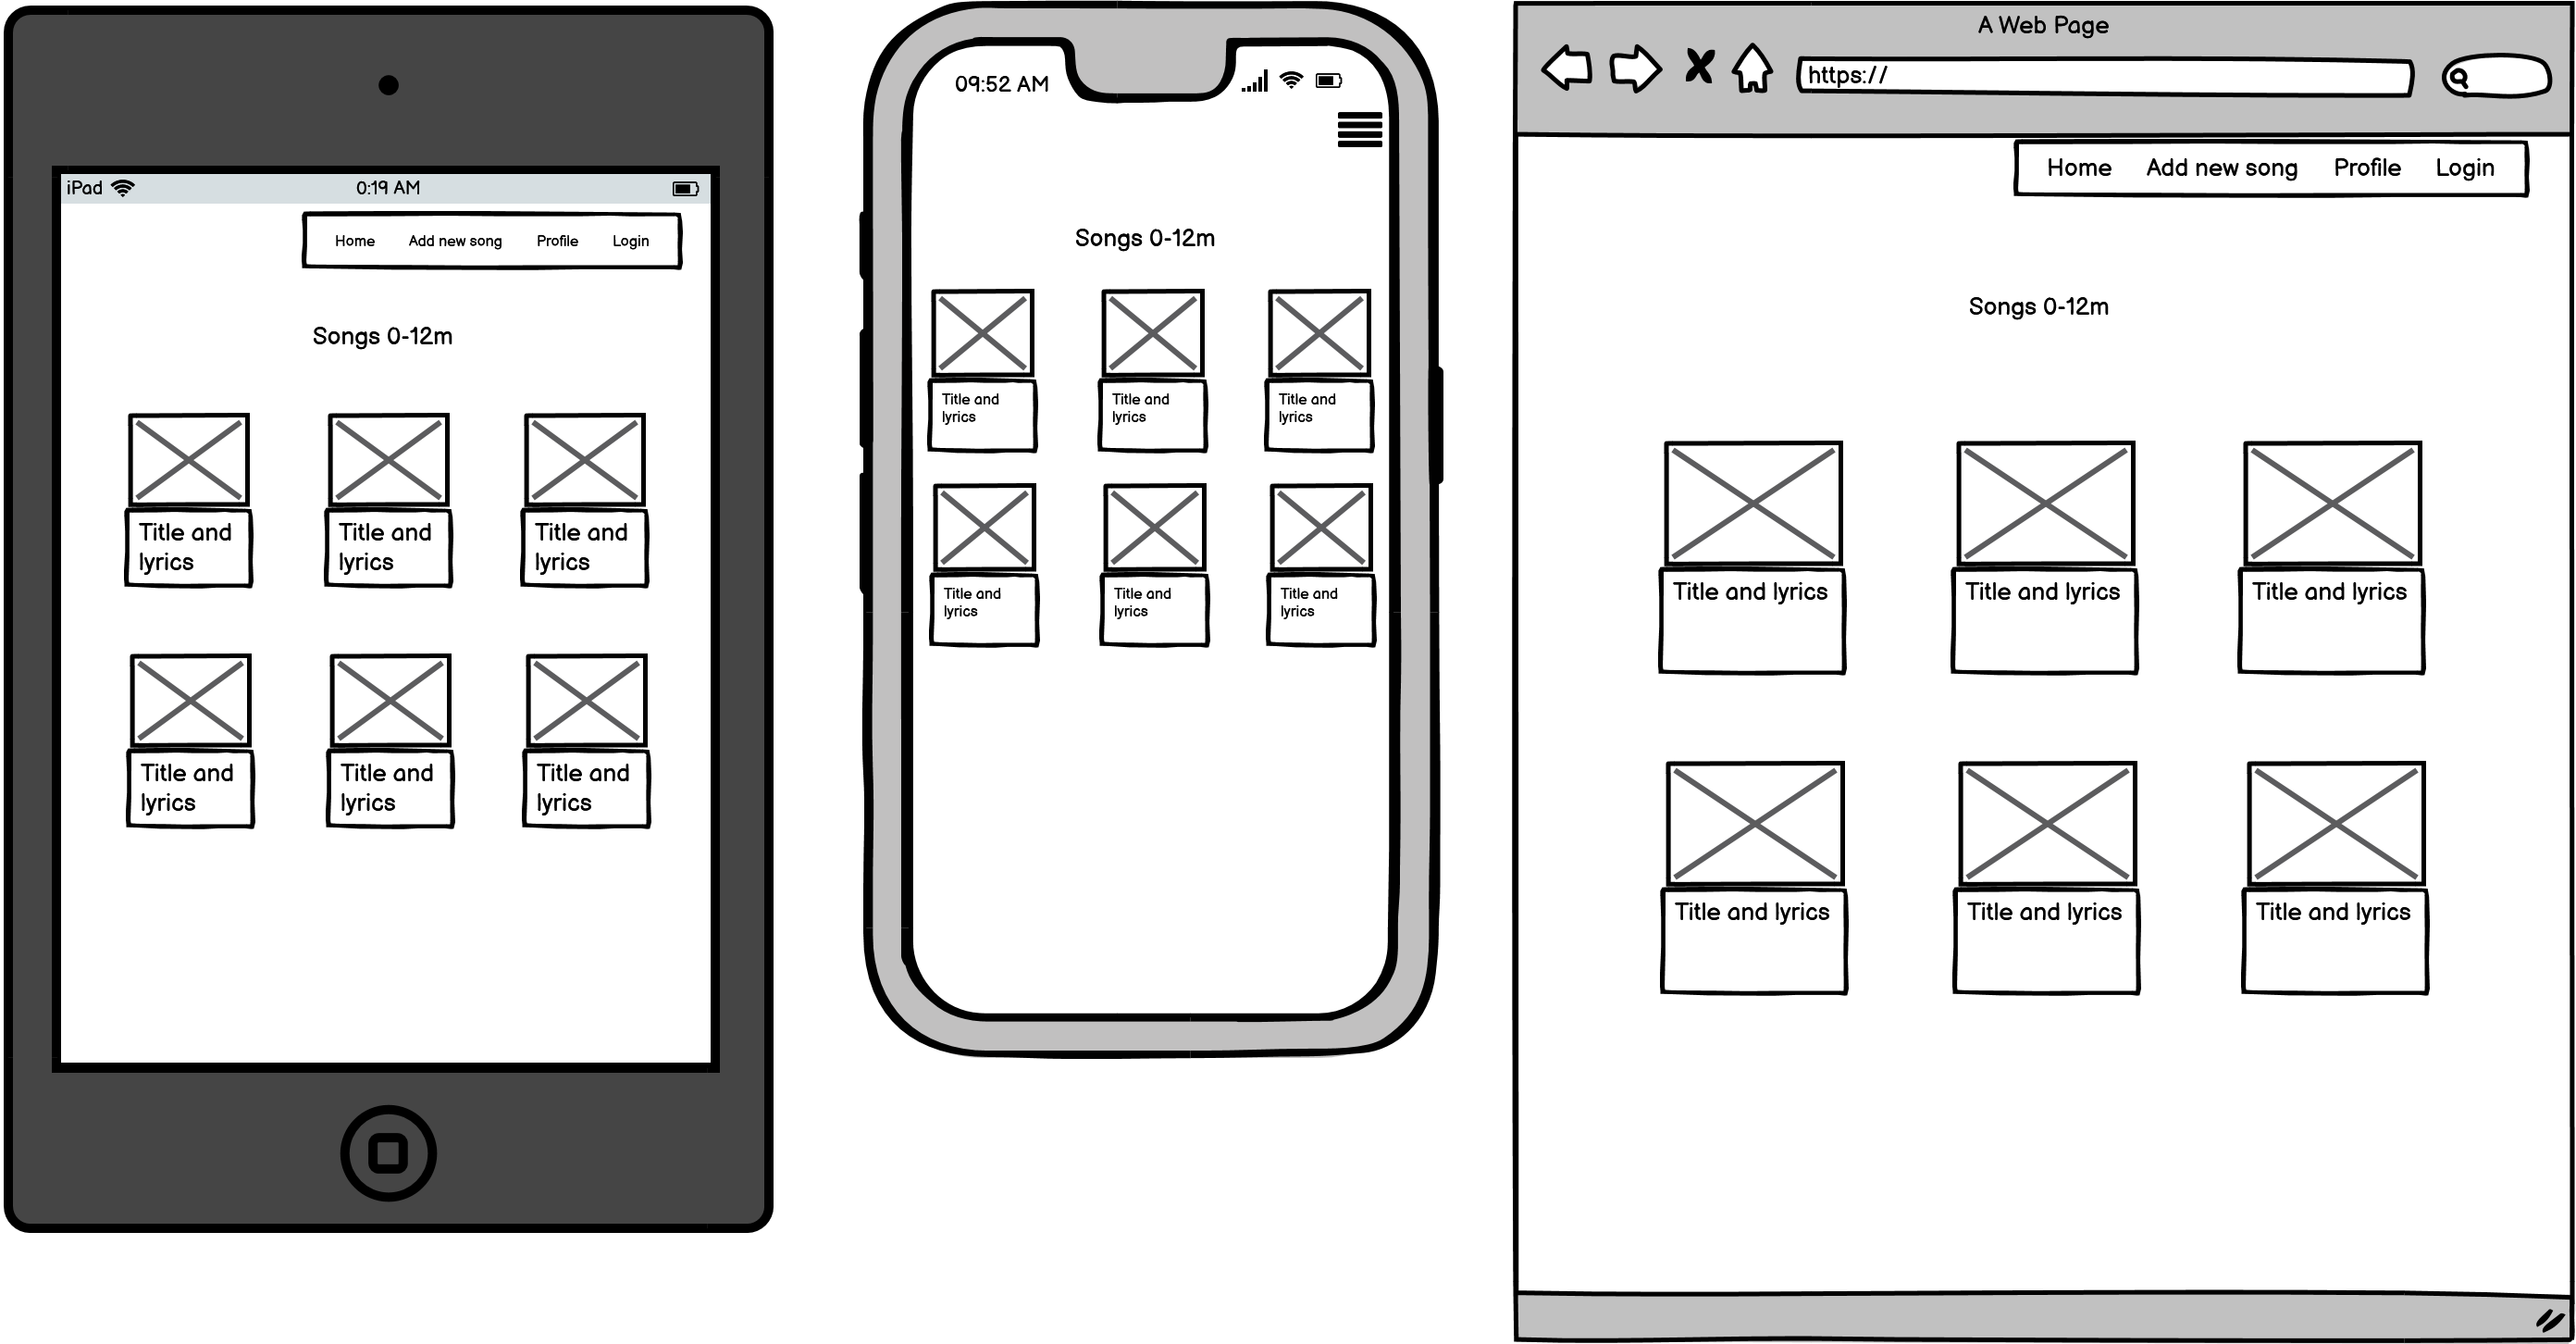 iPad 0:19 AM
Home Add new song Profile Login
Songs 0-12m
Title and
lyrics
Title and
lyrics
Title and
lyrics
Title and
lyrics
Title and
lyrics
Title and
lyrics
09:52 AM
Songs 0-12m
Title and
lyrics
Title and
lyrics
Title and
lyrics
Title and
lyrics
Title and
lyrics
Title and
lyrics
A Web Page
https://
Home Add new song Profile Login
Songs 0-12m
Title and lyrics
Title and lyrics
Title and lyrics
Title and lyrics
Title and lyrics
Title and lyrics